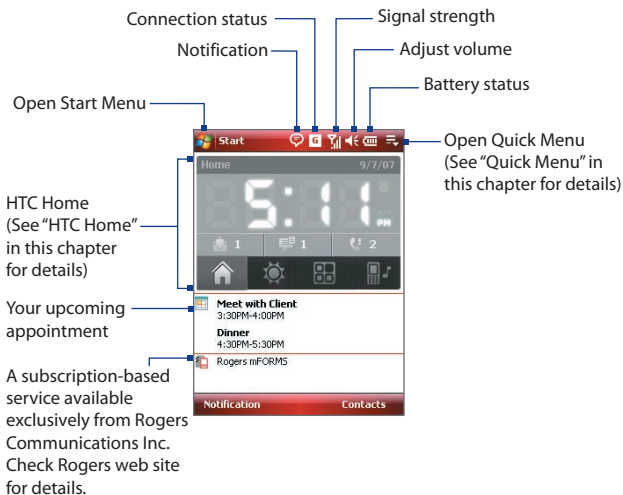 Connection status
Signal strength
Notification
Adjust volume
Battery status
Open Start Menu
Open Quick Menu
(See “Quick Menu” in
this chapter for details)
HTC Home
(See “HTC Home”
in this chapter
for details)
Your upcoming
appointment
A subscription-based
service available
exclusively from Rogers
Communications Inc.
Check Rogers web site
for details.
Start
G
Home 9/7/07
5:11 PM
1 1 2
Meet with Client
3:30PM-4:00PM
Dinner
4:30PM-5:30PM
Rogers mFORMS
Notification Contacts